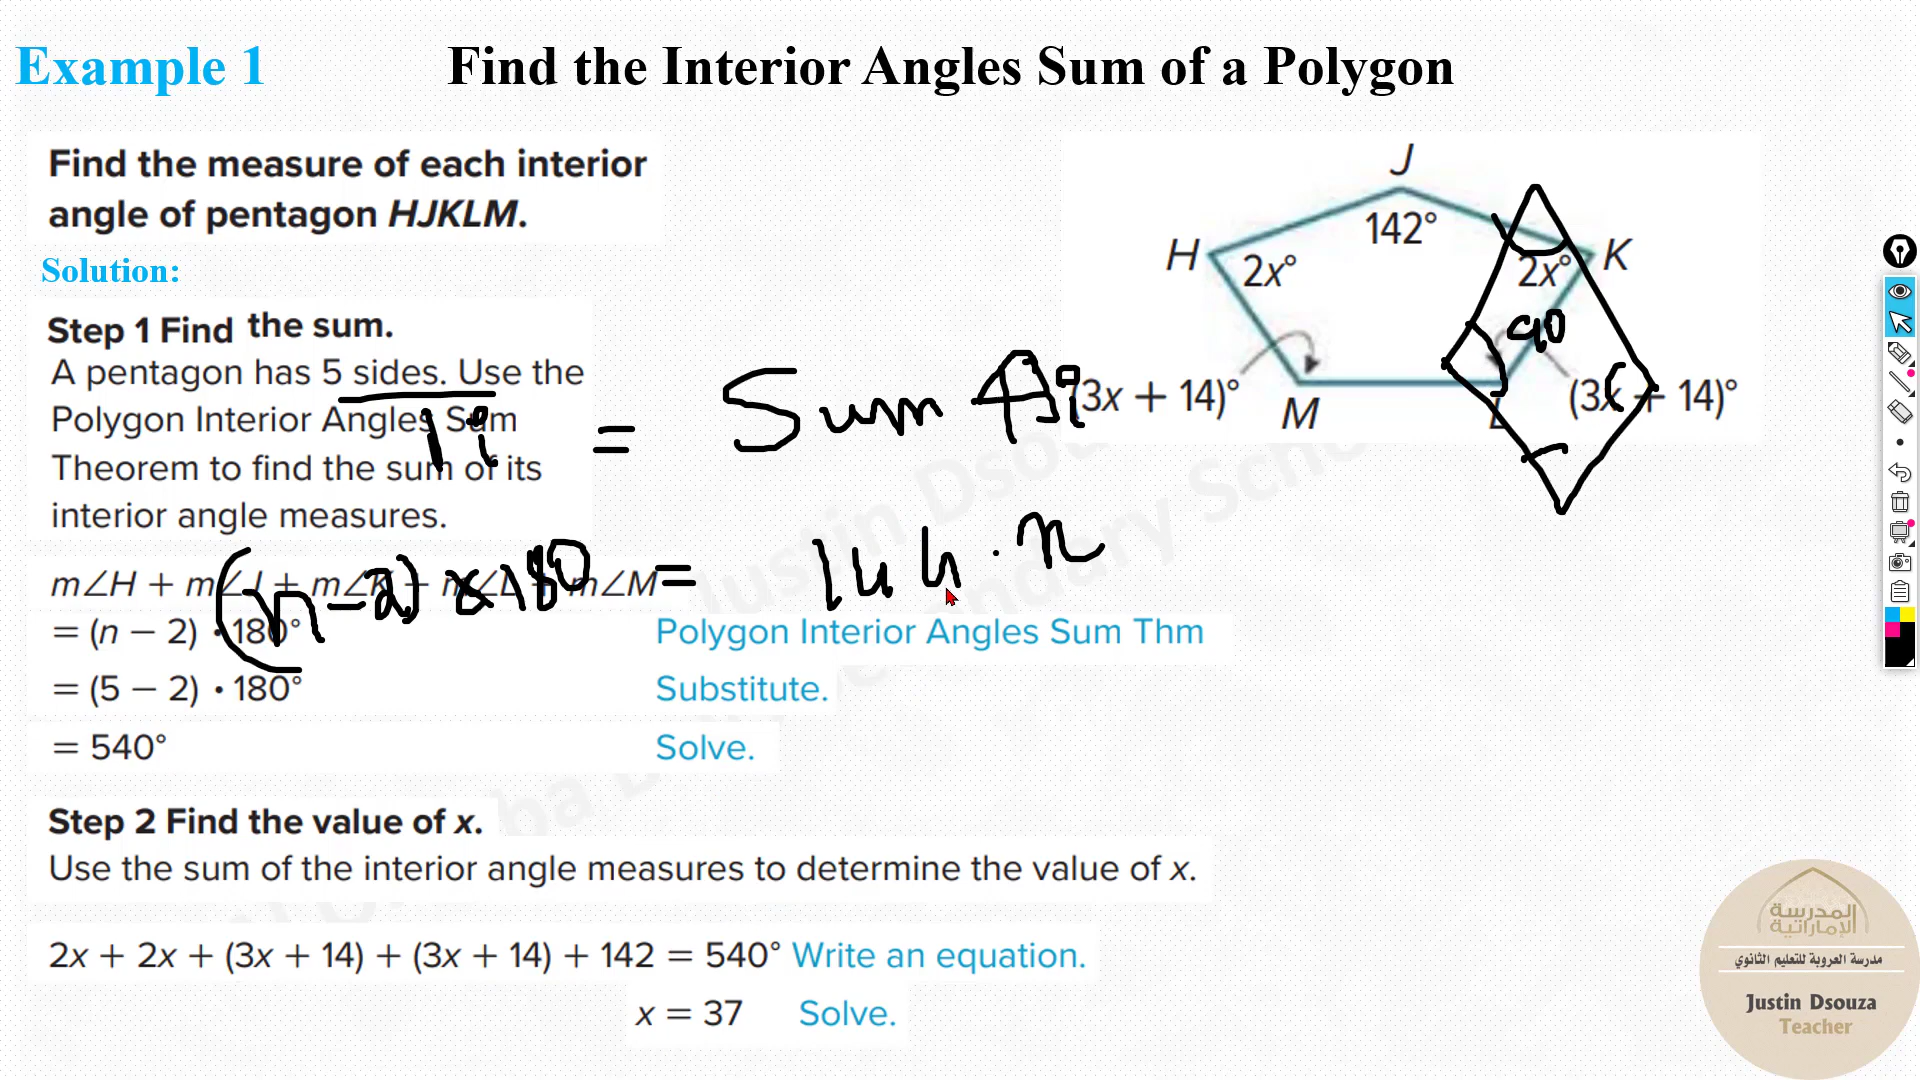 Example 1
Find the Interior Angles Sum of a Polygon
Find the measure of each interior
angle of pentagon HJKLM.
Solution:
Step 1 Find the sum.
A pentagon has 5 sides. Use the
Polygon Interior Angles Sum
Theorem to find the sum of its
interior angle measures.
J
142°
H
2x°
2x°
K
90
(3x + 14)°
M
L
(3x + 14)°
= Sum
m∠H + m∠J + m∠K + m∠L + m∠M
(n-2) x 180 = 144 . n
= (n − 2) • 180°
Polygon Interior Angles Sum Thm
= (5 − 2) • 180°
Substitute.
= 540°
Solve.
Step 2 Find the value of x.
Use the sum of the interior angle measures to determine the value of x.
2x + 2x + (3x + 14) + (3x + 14) + 142 = 540° Write an equation.
x = 37 Solve.
المدرسة
الإماراتية
مدرسة العروبة للتعليم الثانوي
Justin Dsouza
Teacher